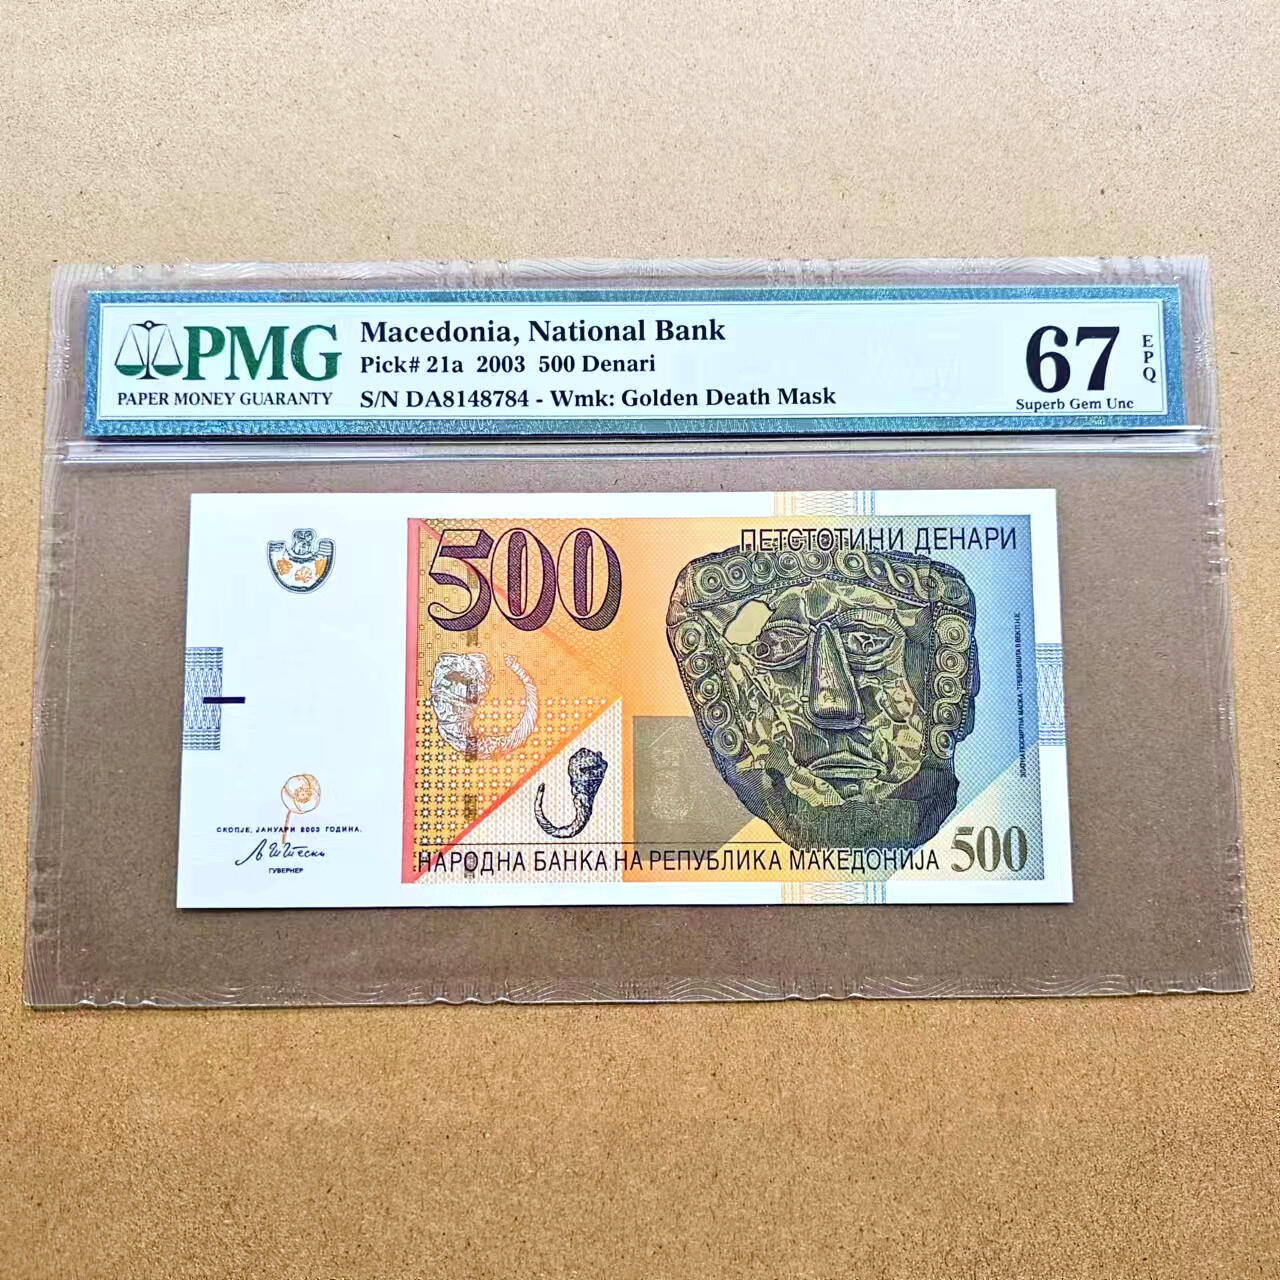 PMG
PAPER MONEY GUARANTY
Macedonia, National Bank
Pick# 21a 2003 500 Denari
S/N DA8148784 - Wmk: Golden Death Mask
67
EPQ
Superb Gem Unc
500
ПЕТСТОТИНИ ДЕНАРИ
СКОПЈЕ, ЈАНУАРИ 2003 ГОДИНА.
ГУВЕРНЕР
НАРОДНА БАНКА НА РЕПУБЛИКА МАКЕДОНИЈА
500